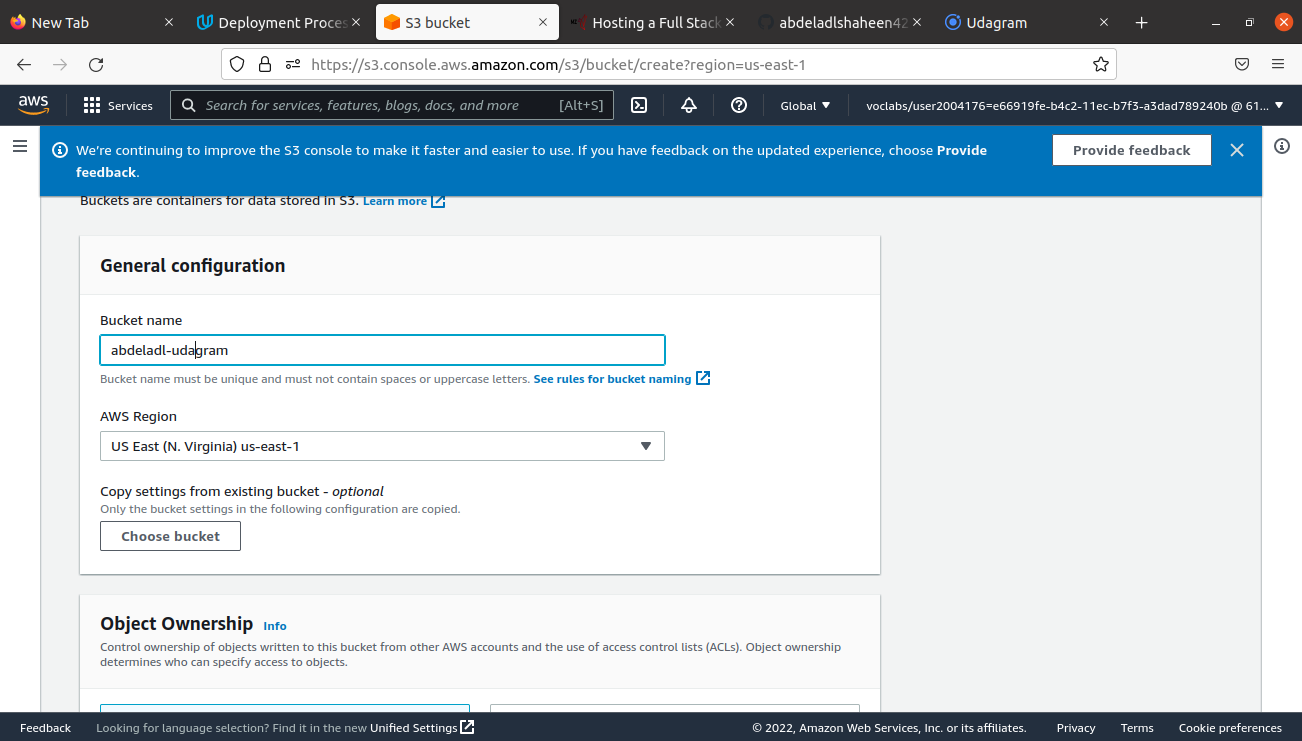 New Tab
Deployment Proces
S3 bucket
Hosting a Full Stack
abdeladlshaheen42
Udagram
https://s3.console.aws.amazon.com/s3/bucket/create?region=us-east-1
aws
Services
Search for services, features, blogs, docs, and more [Alt+S]
Global
voclabs/user2004176=e66919fe-b4c2-11ec-b7f3-a3dad789240b @ 61...
We're continuing to improve the S3 console to make it faster and easier to use. If you have feedback on the updated experience, choose Provide
feedback.
Provide feedback
Buckets are containers for data stored in S3. Learn more
General configuration
Bucket name
abdeladl-udagram
Bucket name must be unique and must not contain spaces or uppercase letters. See rules for bucket naming
AWS Region
US East (N. Virginia) us-east-1
Copy settings from existing bucket - optional
Only the bucket settings in the following configuration are copied.
Choose bucket
Object Ownership Info
Control ownership of objects written to this bucket from other AWS accounts and the use of access control lists (ACLs). Object ownership
determines who can specify access to objects.
Feedback
Looking for language selection? Find it in the new Unified Settings
© 2022, Amazon Web Services, Inc. or its affiliates.
Privacy
Terms
Cookie preferences